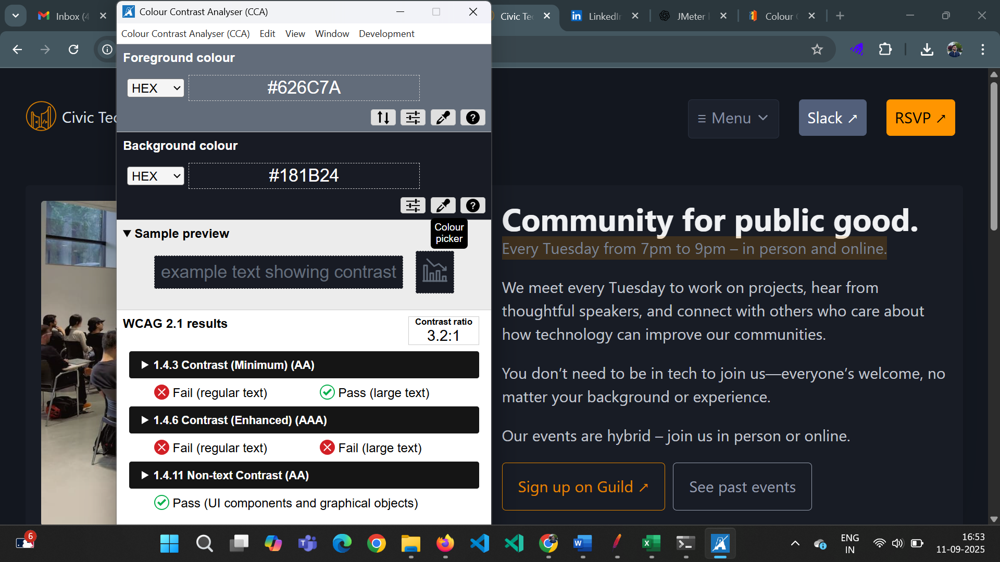 Inbox (4
Colour Contrast Analyser (CCA)
Civic Te
LinkedIn
JMeter
Colour
Colour Contrast Analyser (CCA) Edit View Window Development
Foreground colour
HEX
#626C7A
Background colour
HEX
#181B24
Colour
picker
Sample preview
example text showing contrast
WCAG 2.1 results
Contrast ratio
3.2:1
1.4.3 Contrast (Minimum) (AA)
Fail (regular text)
Pass (large text)
1.4.6 Contrast (Enhanced) (AAA)
Fail (regular text)
Fail (large text)
1.4.11 Non-text Contrast (AA)
Pass (UI components and graphical objects)
Civic Tec
Menu
Slack ↗
RSVP ↗
Community for public good.
Every Tuesday from 7pm to 9pm – in person and online.
We meet every Tuesday to work on projects, hear from
thoughtful speakers, and connect with others who care about
how technology can improve our communities.
You don’t need to be in tech to join us—everyone’s welcome, no
matter your background or experience.
Our events are hybrid – join us in person or online.
Sign up on Guild ↗
See past events
6
ENG
IN
16:53
11-09-2025